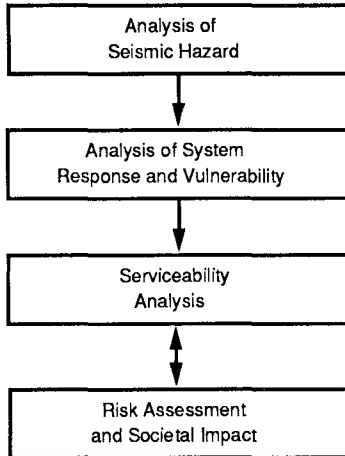 Analysis of
Seismic Hazard
Analysis of System
Response and Vulnerability
Serviceability
Analysis
Risk Assessment
and Societal Impact